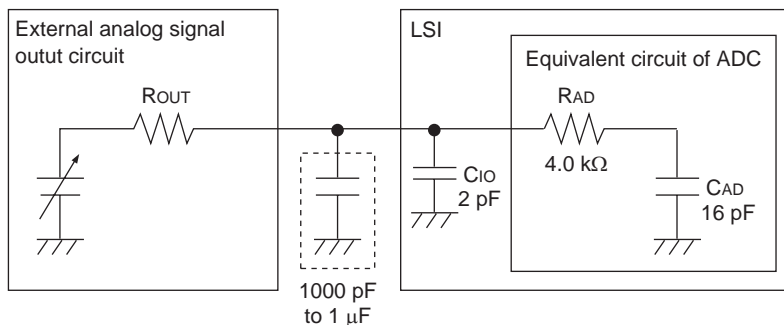 External analog signal
outut circuit
ROUT
1000 pF
to 1 μF
LSI
CIO
2 pF
Equivalent circuit of ADC
RAD
4.0 kΩ
CAD
16 pF